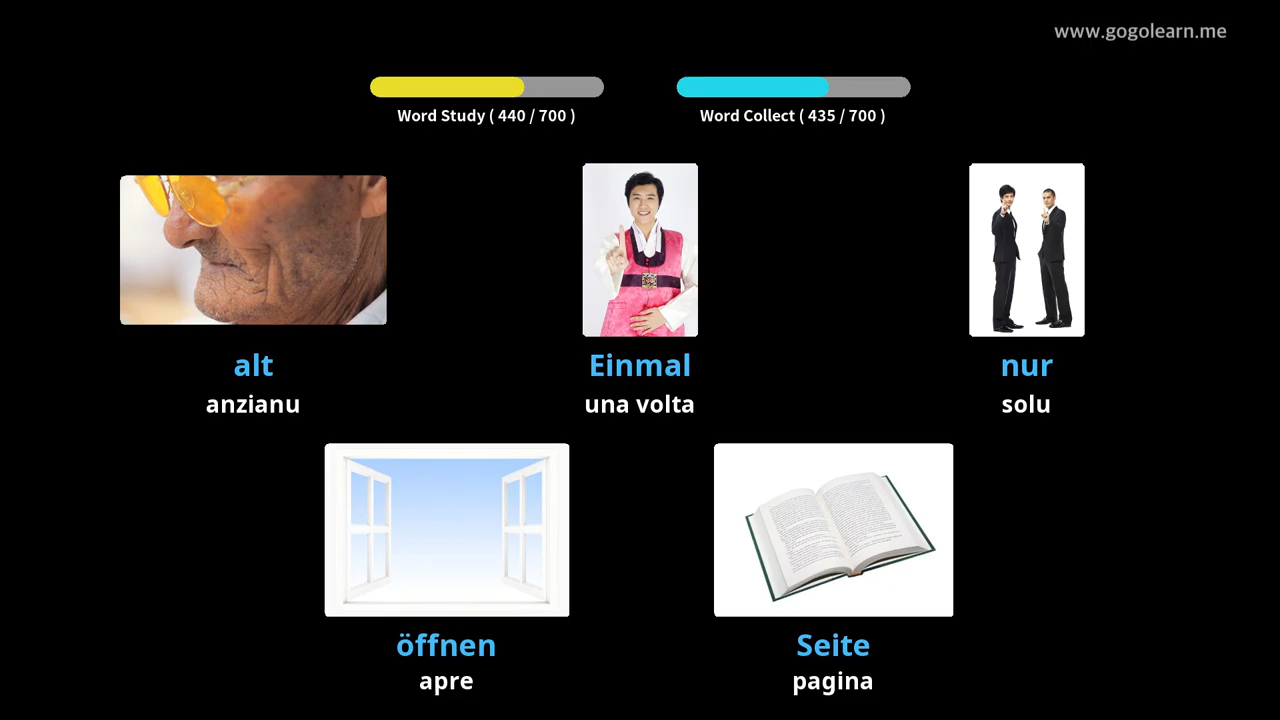 www.gogolearn.me
Word Study ( 440 / 700 )
Word Collect ( 435 / 700 )
alt
anzianu
Einmal
una volta
nur
solu
öffnen
apre
Seite
pagina